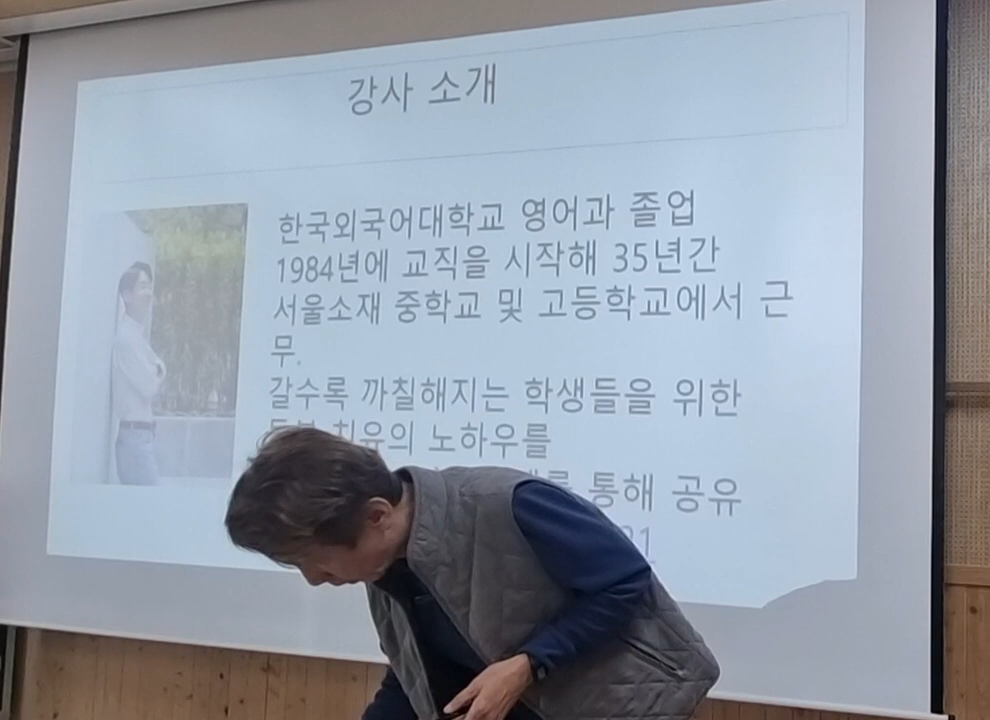 강사 소개
한국외국어대학교 영어과 졸업
1984년에 교직을 시작해 35년간
서울소재 중학교 및 고등학교에서 근
무.
갈수록 까칠해지는 학생들을 위한
치유의 노하우를
통해 공유